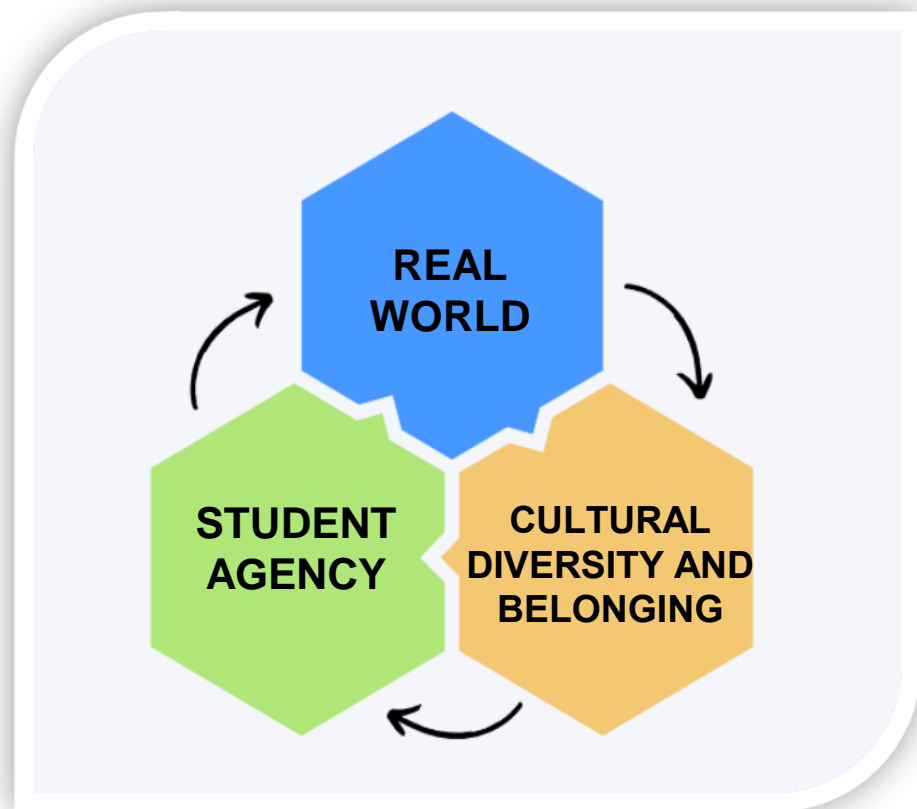 REAL
WORLD
STUDENT
AGENCY
CULTURAL
DIVERSITY AND
BELONGING